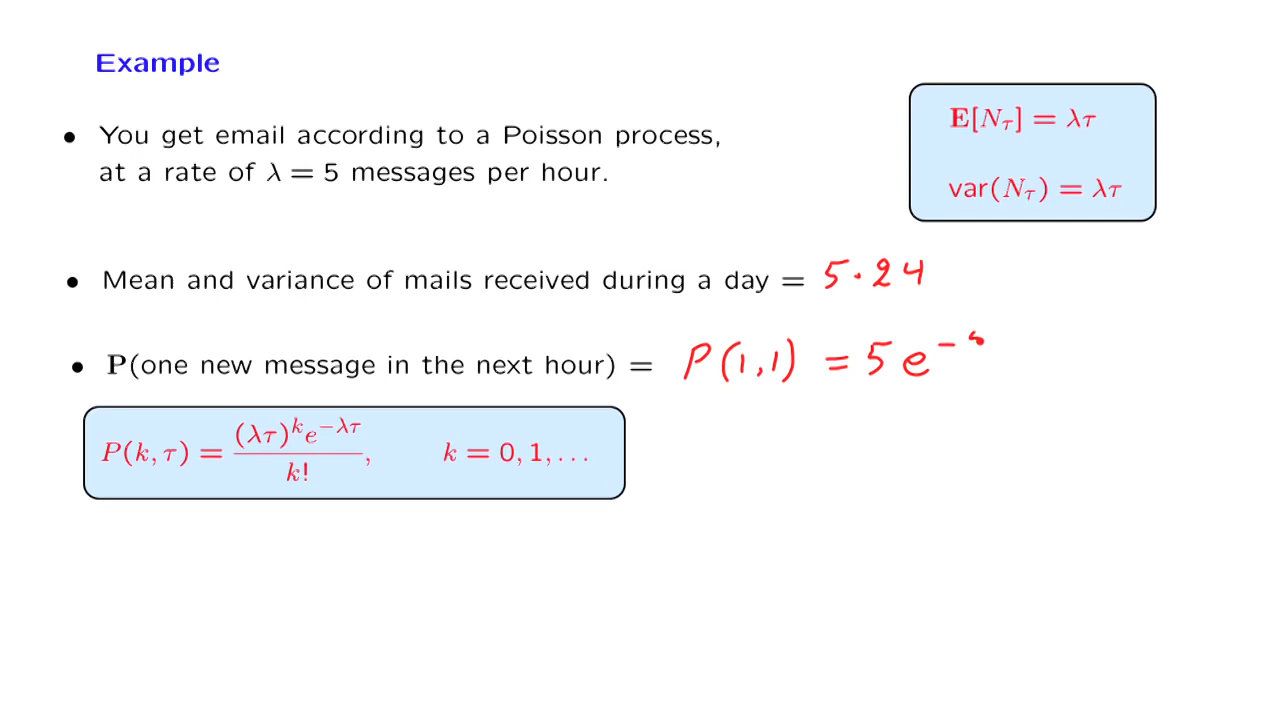 Example
E[N_τ] = λτ
• You get email according to a Poisson process,
at a rate of λ = 5 messages per hour.
var(N_τ) = λτ
• Mean and variance of mails received during a day = 5·24
• P(one new message in the next hour) = P(1,1) = 5e^{-5}
P(k, τ) = (λτ)^k e^{-λτ} / k!, k = 0, 1, ...